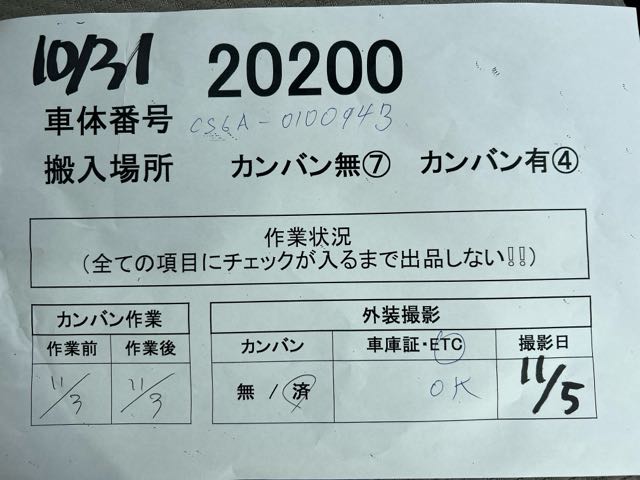 10/31 20200
車体番号 CS6A-0100943
搬入場所 カンバン無⑦ カンバン有④
作業状況
(全ての項目にチェックが入るまで出品しない!!)
カンバン作業 外装撮影
作業前 作業後 カンバン 車庫証・ETC 撮影日
11/3 11/3 無 / 済 OK 11/5